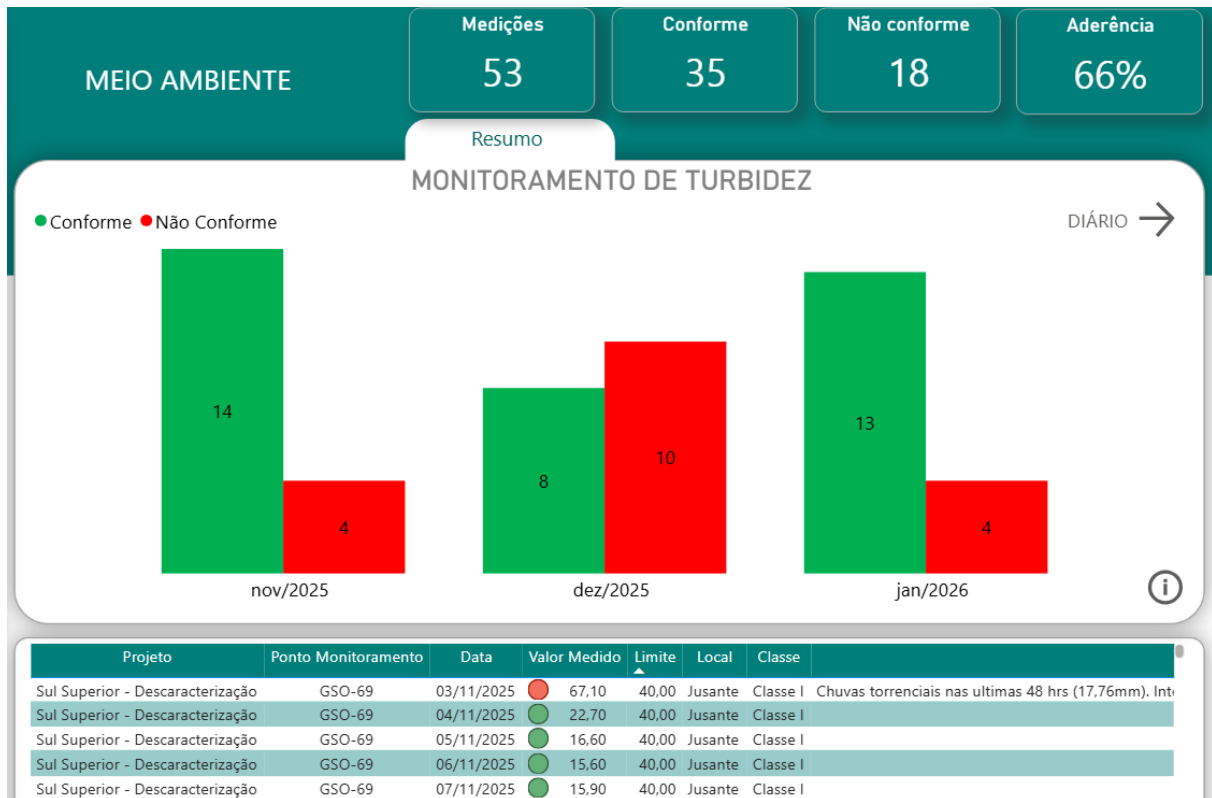 Medições Conforme Não conforme Aderência
MEIO AMBIENTE 53 35 18 66%
Resumo
MONITORAMENTO DE TURBIDEZ
Conforme Não Conforme
DIÁRIO
14 4
8 10
13 4
nov/2025 dez/2025 jan/2026
Projeto Ponto Monitoramento Data Valor Medido Limite Local Classe
Sul Superior - Descaracterização GSO-69 03/11/2025 67,10 40,00 Jusante Classe I Chuvas torrenciais nas ultimas 48 hrs (17,76mm).
Sul Superior - Descaracterização GSO-69 04/11/2025 22,70 40,00 Jusante Classe I
Sul Superior - Descaracterização GSO-69 05/11/2025 16,60 40,00 Jusante Classe I
Sul Superior - Descaracterização GSO-69 06/11/2025 15,60 40,00 Jusante Classe I
Sul Superior - Descaracterização GSO-69 07/11/2025 15,90 40,00 Jusante Classe I